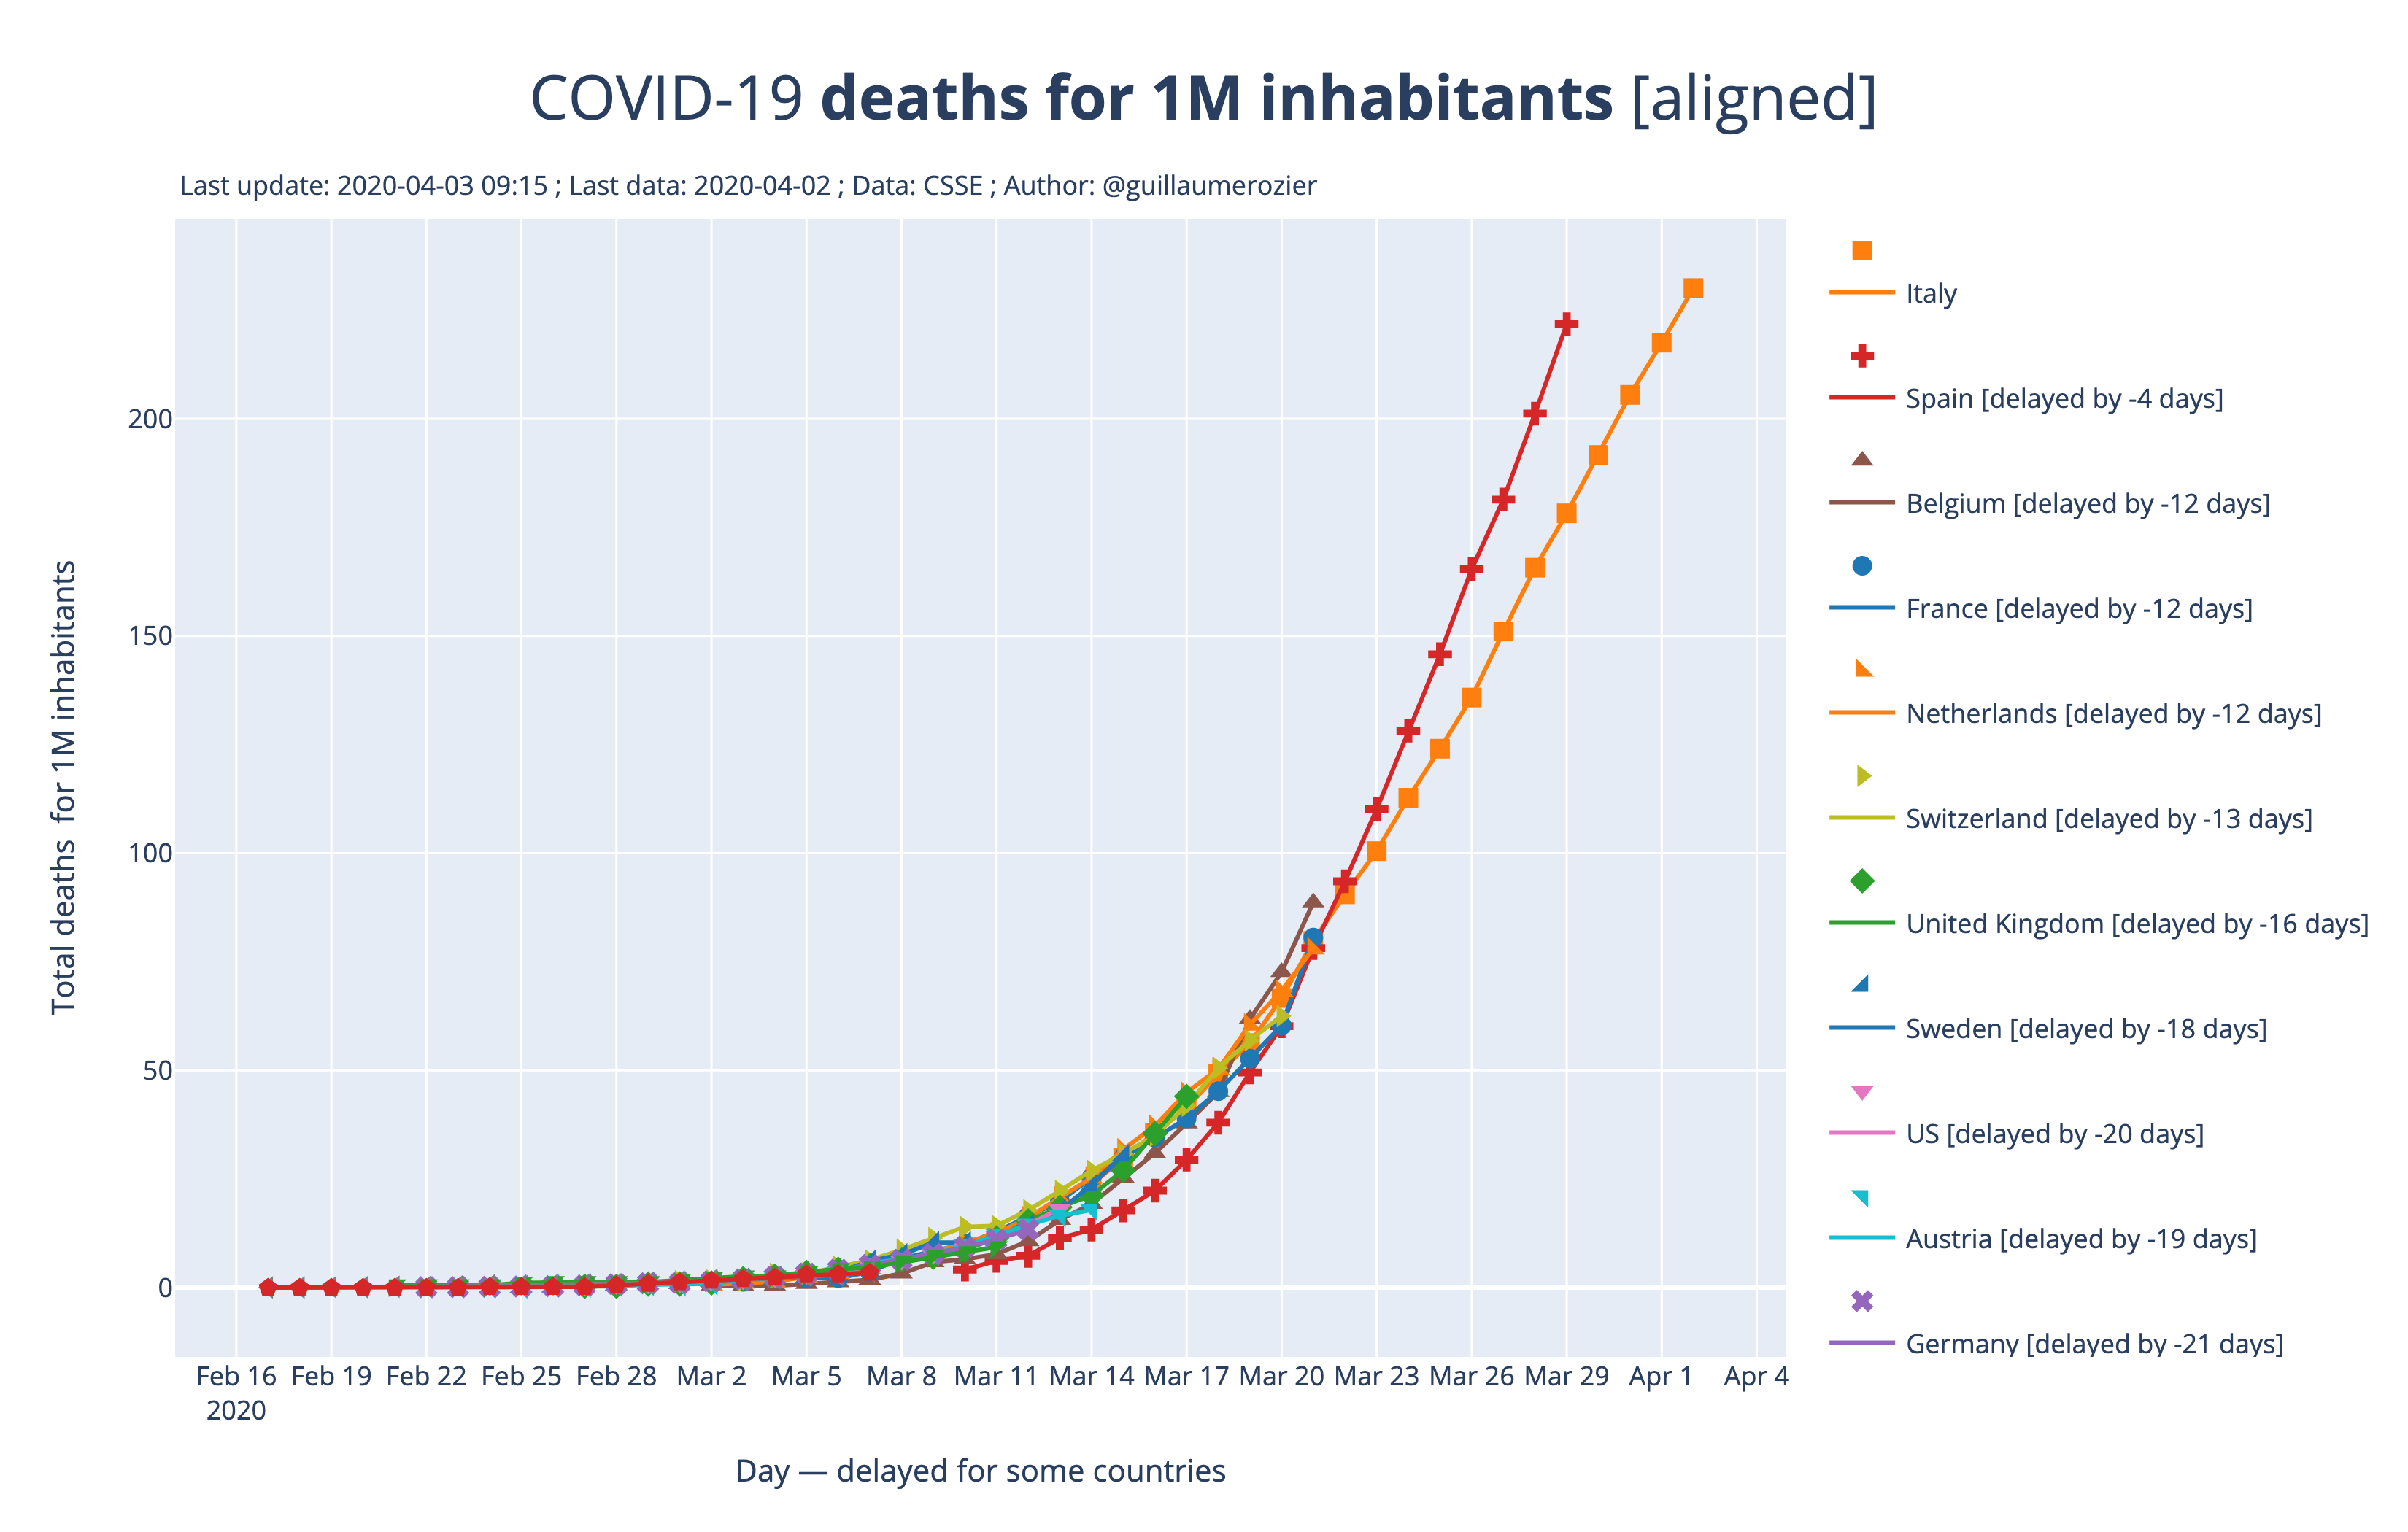 COVID-19 deaths for 1M inhabitants [aligned]
Last update: 2020-04-03 09:15 ; Last data: 2020-04-02 ; Data: CSSE ; Author: @guillaumerozier
Total deaths for 1M inhabitants
200
150
100
50
0
Feb 16 Feb 19 Feb 22 Feb 25 Feb 28 Mar 2 Mar 5 Mar 8 Mar 11 Mar 14 Mar 17 Mar 20 Mar 23 Mar 26 Mar 29 Apr 1 Apr 4
2020
Day — delayed for some countries
Italy
Spain [delayed by -4 days]
Belgium [delayed by -12 days]
France [delayed by -12 days]
Netherlands [delayed by -12 days]
Switzerland [delayed by -13 days]
United Kingdom [delayed by -16 days]
Sweden [delayed by -18 days]
US [delayed by -20 days]
Austria [delayed by -19 days]
Germany [delayed by -21 days]